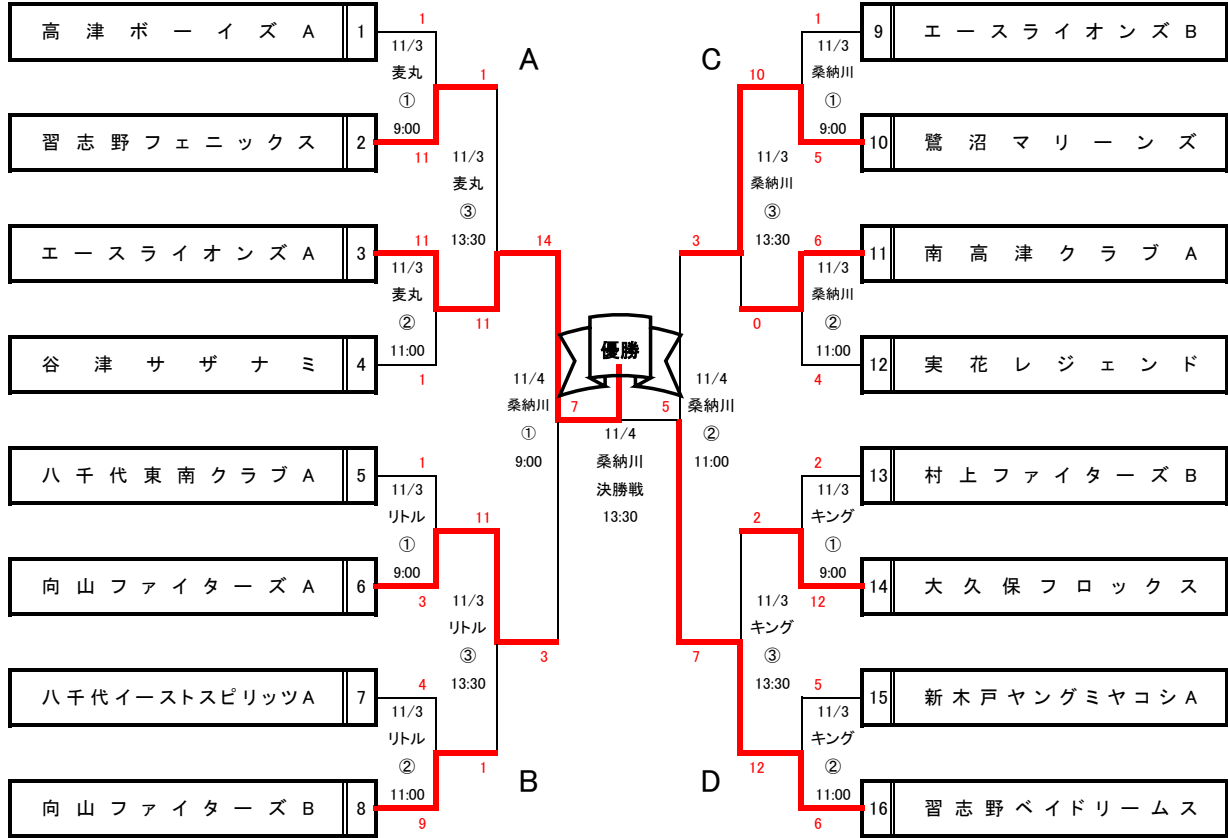 高津ボーイズA 1
1
11/3
麦丸
①
9:00
習志野フェニックス 2
11
A
1
11/3
麦丸
③
13:30
エースライオンズA 3
11
11/3
麦丸
②
11:00
谷津サザナミ 4
1
11
14
11/4
桑納川
①
9:00
八千代東南クラブA 5
1
11/3
リトル
①
9:00
向山ファイターズA 6
3
11
11/3
リトル
③
13:30
八千代イーストスピリッツA 7
4
11/3
リトル
②
11:00
向山ファイターズB 8
9
1
B
3
優勝
7
5
11/4
桑納川
決勝戦
13:30
C
10
1
11/3
桑納川
①
9:00
9 エースライオンズB
10 鷺沼マリーンズ
5
11/3
桑納川
③
13:30
3
6
11/3
桑納川
②
11:00
11 南高津クラブA
12 実花レジェンド
4
0
11/4
桑納川
②
11:00
2
11/3
キング
①
9:00
13 村上ファイターズB
14 大久保フロックス
12
2
11/3
キング
③
13:30
7
5
11/3
キング
②
11:00
15 新木戸ヤングミヤコシA
16 習志野ベイドリームス
6
12
D